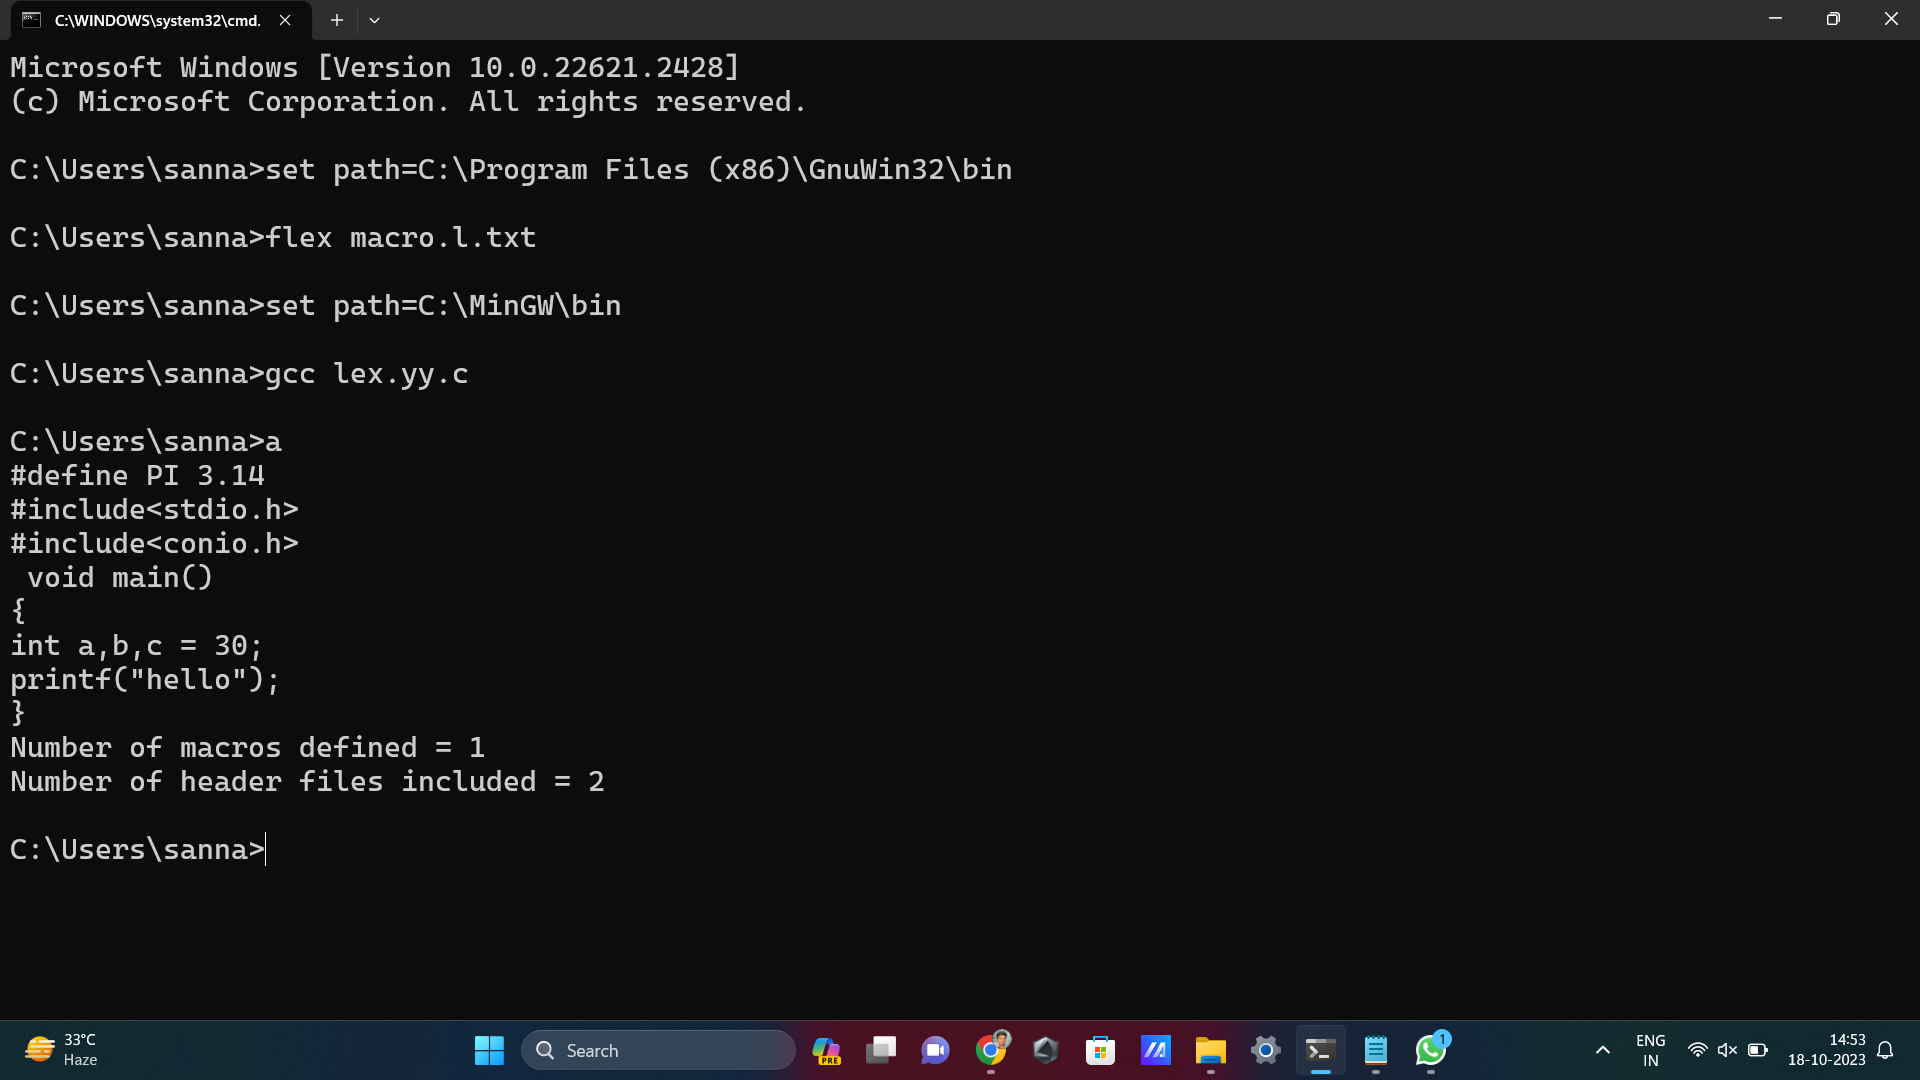 C:\WINDOWS\system32\cmd.
Microsoft Windows [Version 10.0.22621.2428]
(c) Microsoft Corporation. All rights reserved.
C:\Users\sanna>set path=C:\Program Files (x86)\GnuWin32\bin
C:\Users\sanna>flex macro.l.txt
C:\Users\sanna>set path=C:\MinGW\bin
C:\Users\sanna>gcc lex.yy.c
C:\Users\sanna>a
#define PI 3.14
#include<stdio.h>
#include<conio.h>
 void main()
{
int a,b,c = 30;
printf("hello");
}
Number of macros defined = 1
Number of header files included = 2
C:\Users\sanna>
33°C
Haze
Search
PRE
1
ENG
IN
14:53
18-10-2023